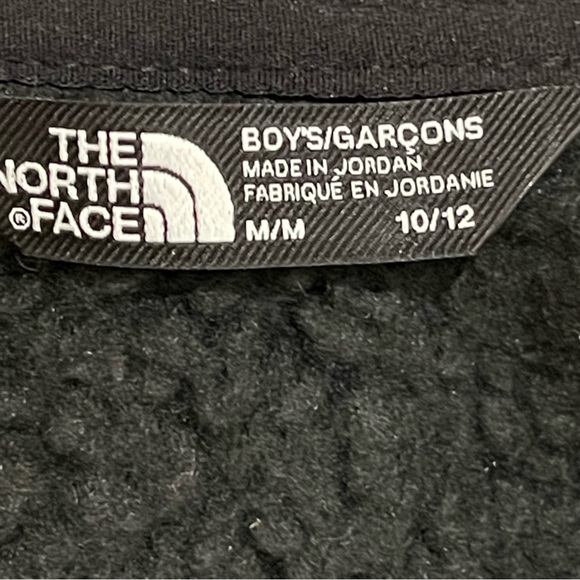 THE
NORTH
®FACE
BOY'S/GARÇONS
MADE IN JORDAN
FABRIQUÉ EN JORDANIE
M/M 10/12